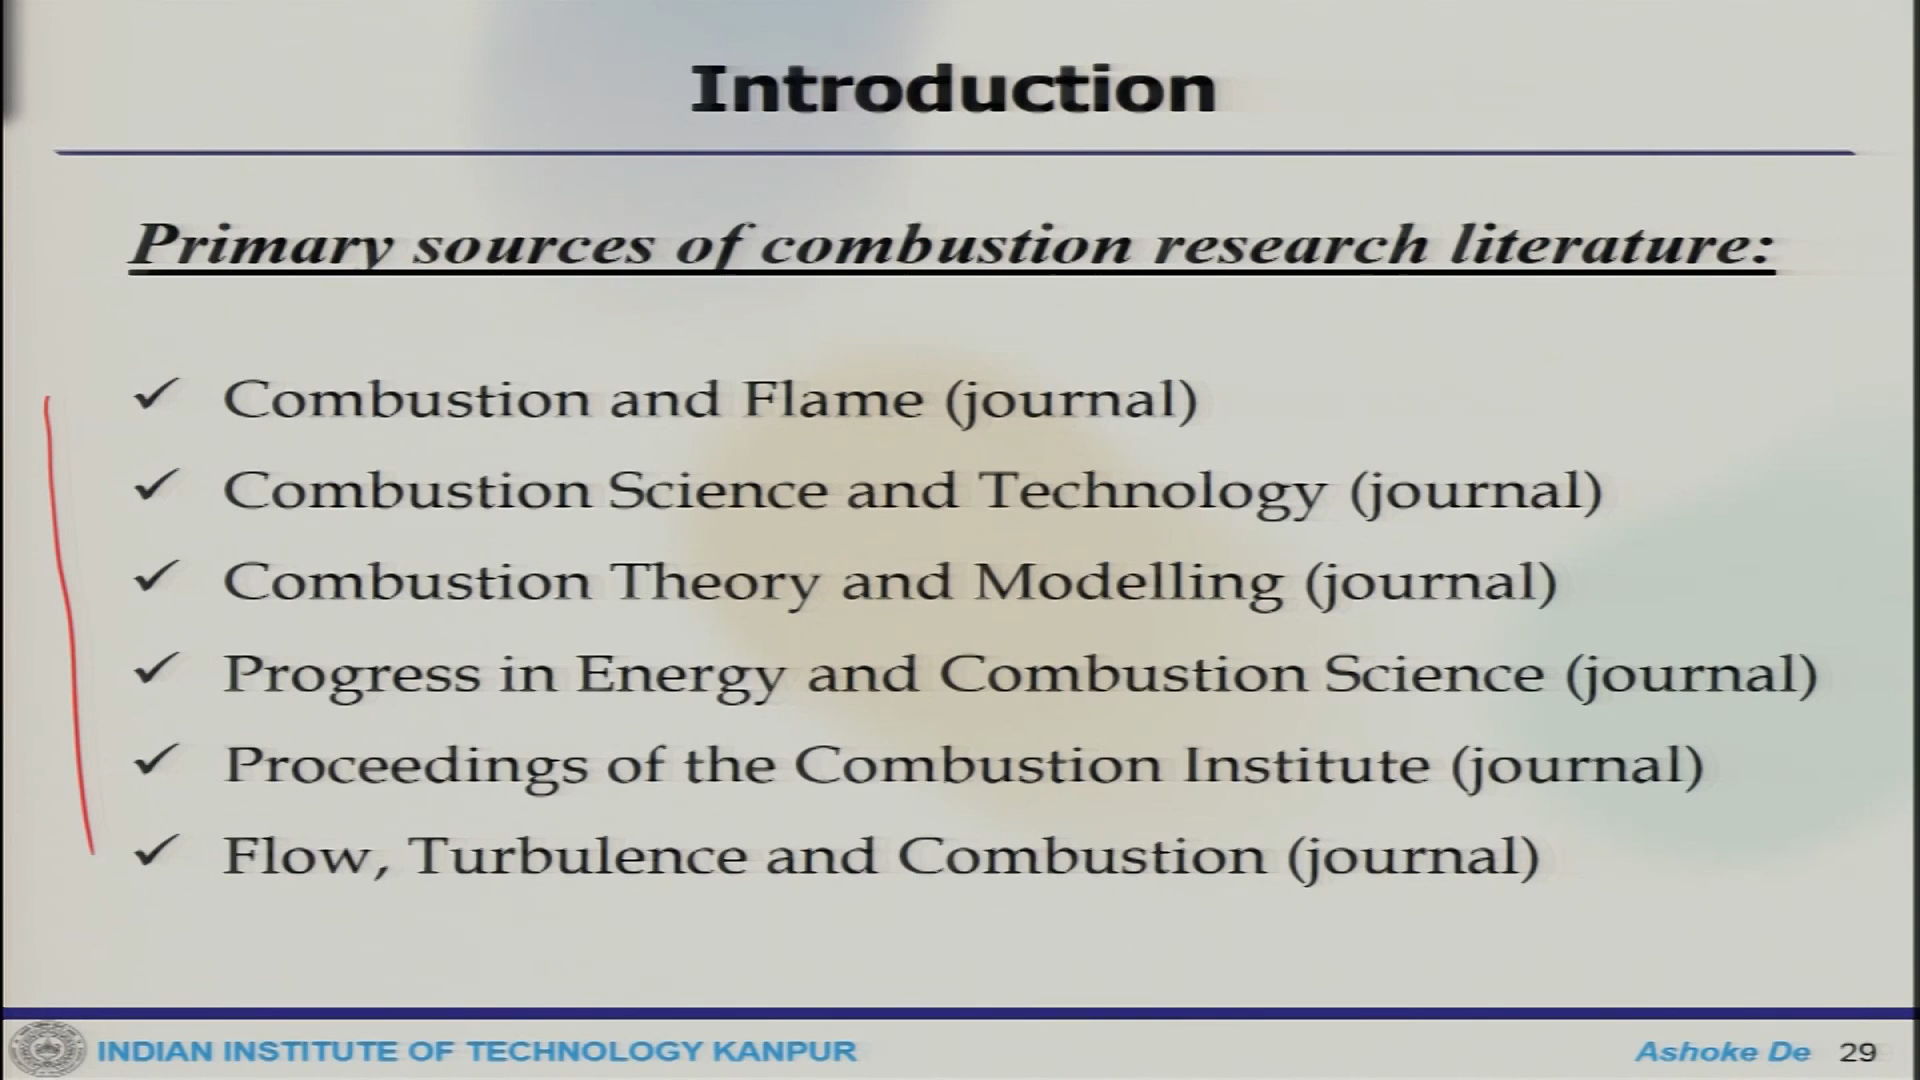 Introduction
Primary sources of combustion research literature:
✓ Combustion and Flame (journal)
✓ Combustion Science and Technology (journal)
✓ Combustion Theory and Modelling (journal)
✓ Progress in Energy and Combustion Science (journal)
✓ Proceedings of the Combustion Institute (journal)
✓ Flow, Turbulence and Combustion (journal)
INDIAN INSTITUTE OF TECHNOLOGY KANPUR
Ashoke De 29